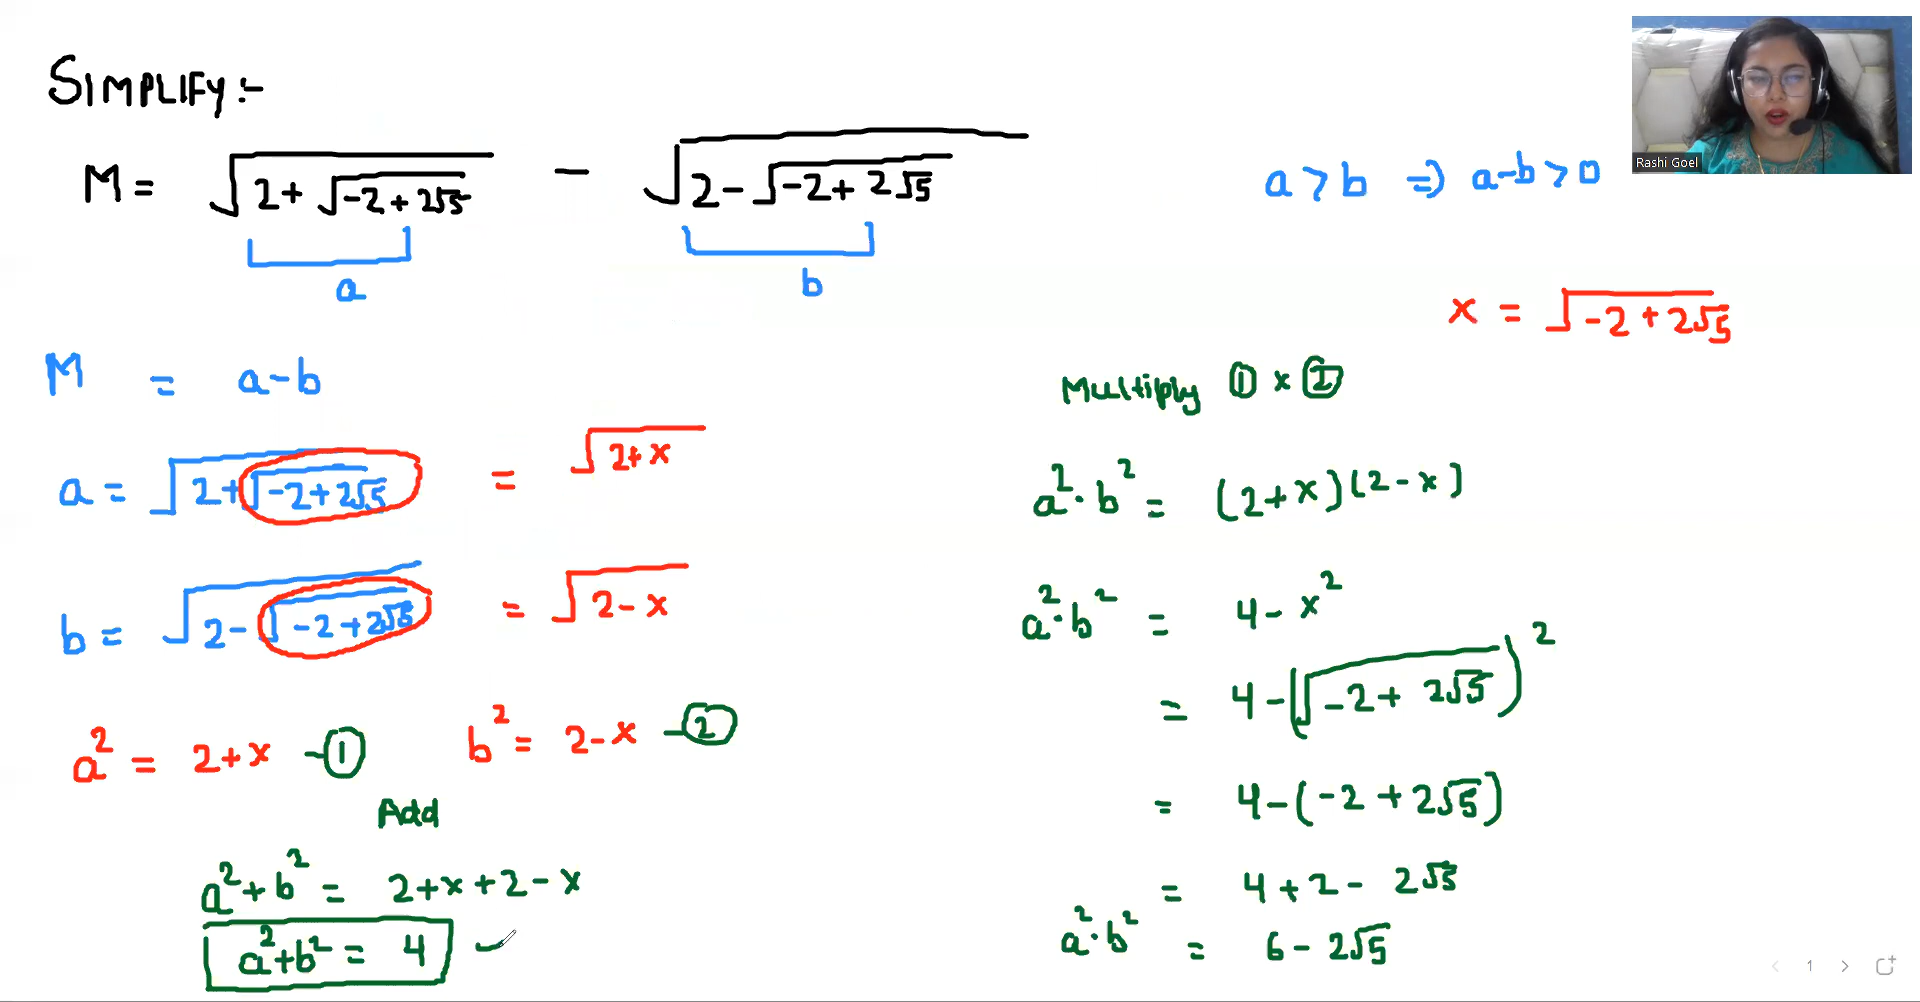 SIMPLIFY:-
M = √(2+√(-2+2√5)) - √(2-√(-2+2√5))
a
b
M = a-b
a = √(2+√(-2+2√5)) = √(2+x)
b = √(2-√(-2+2√5)) = √(2-x)
a² = 2+x -① b² = 2-x -②
Add
a²+b² = 2+x+2-x
a²+b² = 4
Rashi Goel
a>b ⇒ a-b>0
x = √(-2+2√5)
Multiply ① x ②
a²·b² = (2+x)(2-x)
a²·b² = 4-x²
= 4-(√(-2+2√5))²
= 4-(-2+2√5)
= 4+2-2√5
a²·b² = 6-2√5
1